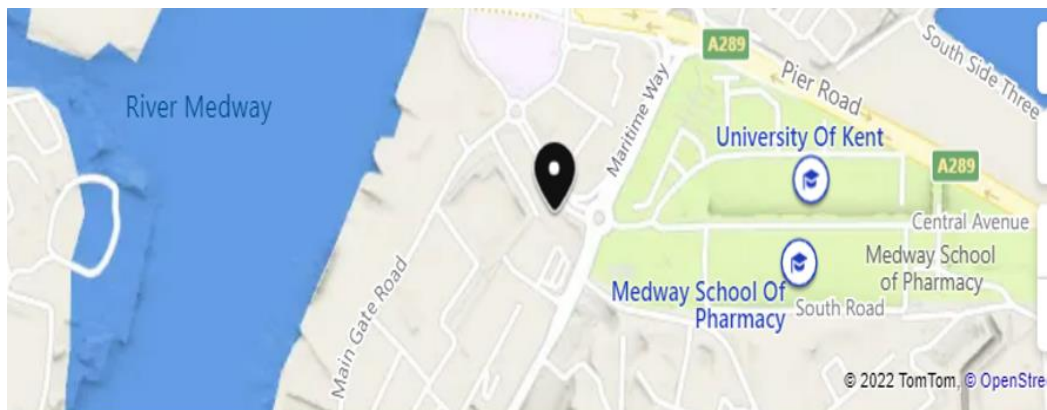 River Medway
Main Gate Road
Maritime Way
A289
Pier Road
South Side Three
University Of Kent
A289
Central Avenue
Medway School
of Pharmacy
Medway School Of
Pharmacy
South Road
© 2022 TomTom, © OpenStree